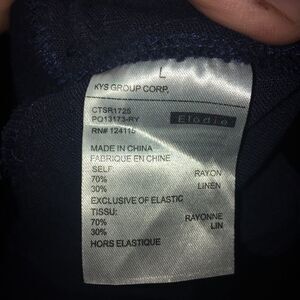 L
KYS GROUP CORP.
CTSR1725
PQ13173-RY Elodie
RN# 124115
MADE IN CHINA
FABRIQUE EN CHINE
SELF:
70% RAYON
30% LINEN
EXCLUSIVE OF ELASTIC
TISSU:
70% RAYONNE
30% LIN
HORS ELASTIQUE